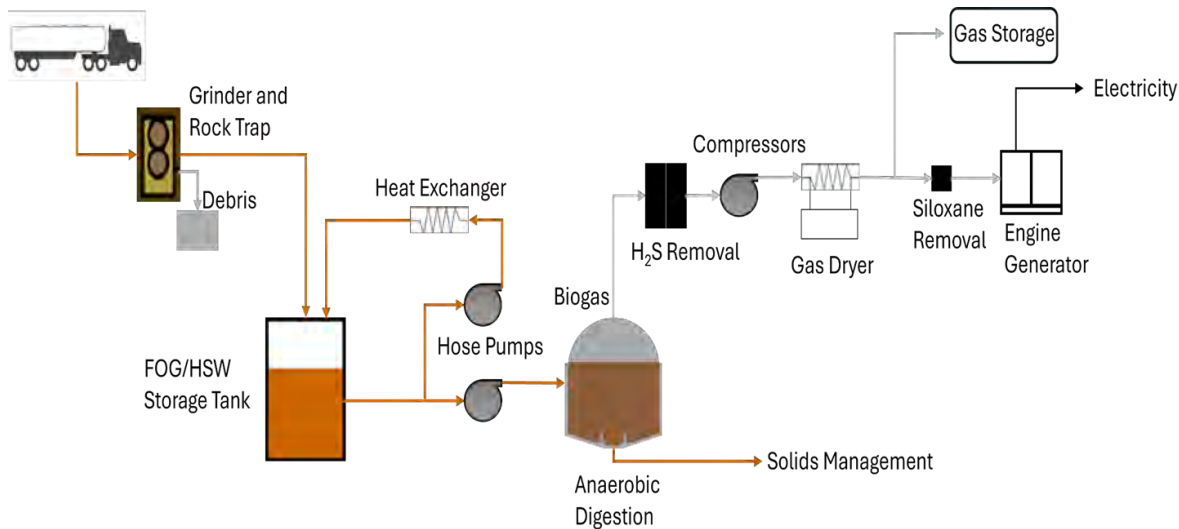 Gas Storage
Electricity
Grinder and
Rock Trap
Compressors
Heat Exchanger
Debris
Siloxane
Removal
H₂S Removal
Gas Dryer
Engine
Generator
Biogas
Hose Pumps
FOG/HSW
Storage Tank
Solids Management
Anaerobic
Digestion